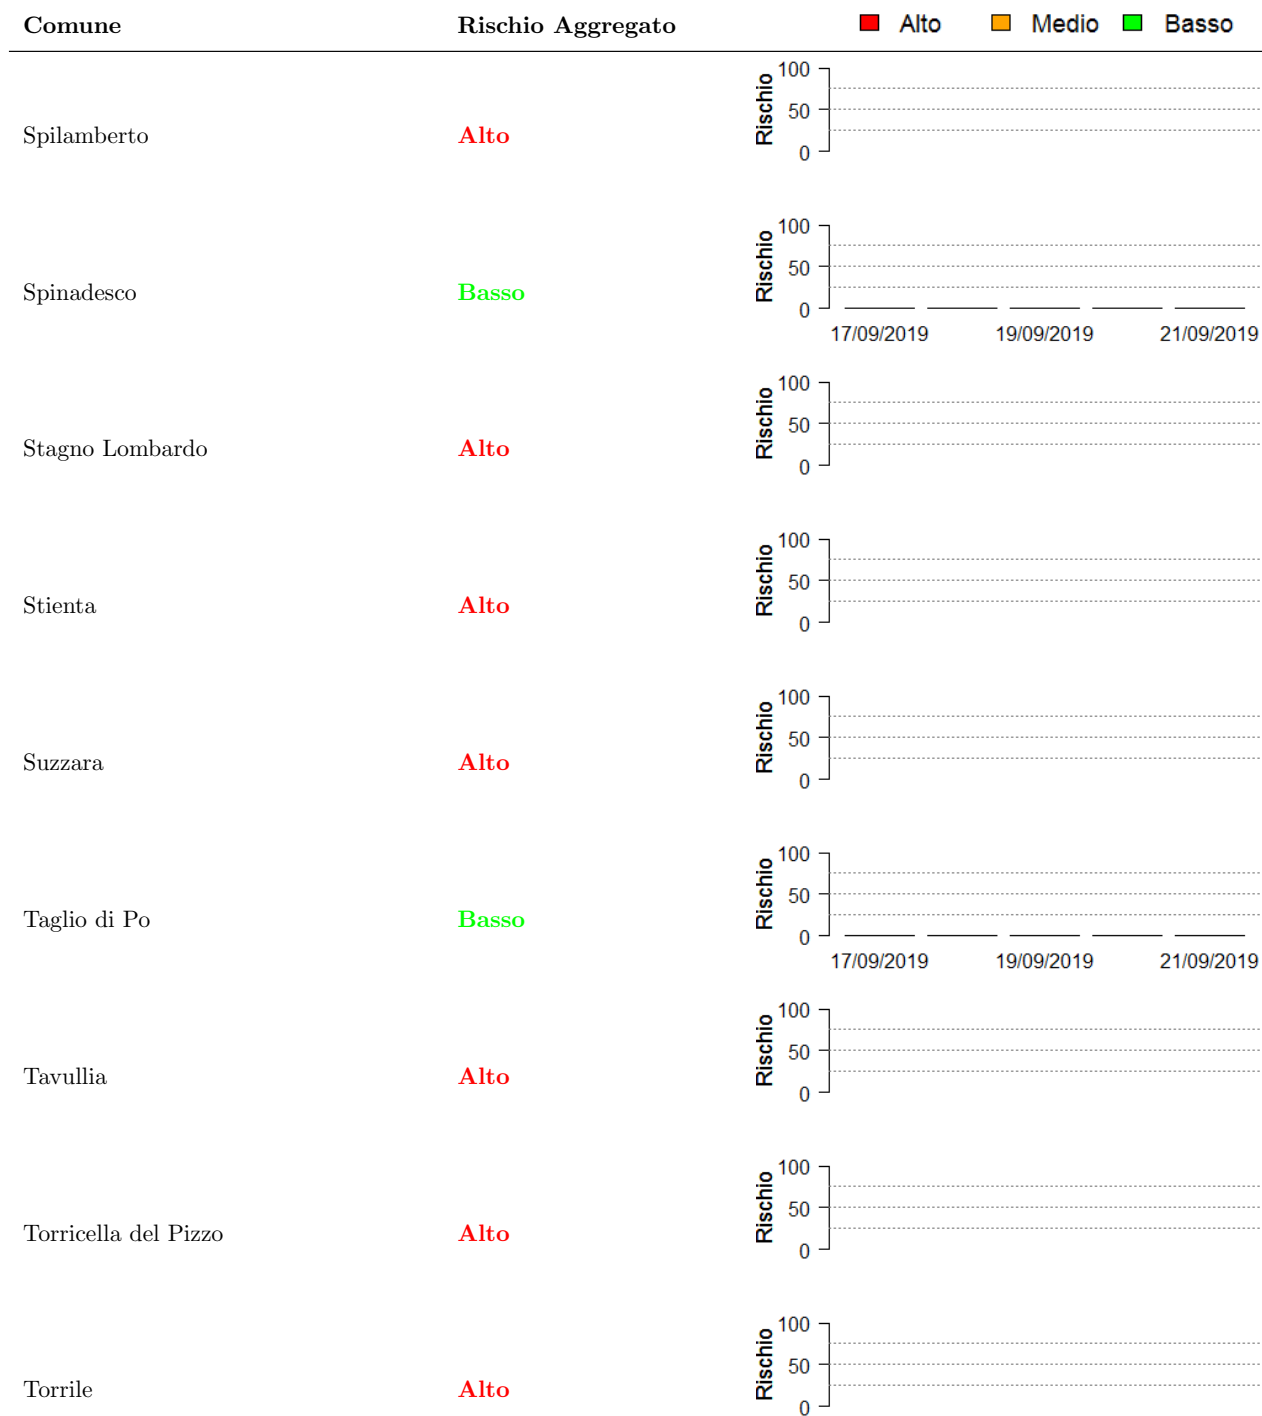 Comune Rischio Aggregato Alto Medio Basso
100
50
0
Rischio
Spilamberto Alto
100
50
0
Rischio
Spinadesco Basso
17/09/2019 19/09/2019 21/09/2019
100
50
0
Rischio
Stagno Lombardo Alto
100
50
0
Rischio
Stienta Alto
100
50
0
Rischio
Suzzara Alto
100
50
0
Rischio
Taglio di Po Basso
17/09/2019 19/09/2019 21/09/2019
100
50
0
Rischio
Tavullia Alto
100
50
0
Rischio
Torricella del Pizzo Alto
100
50
0
Rischio
Torrile Alto